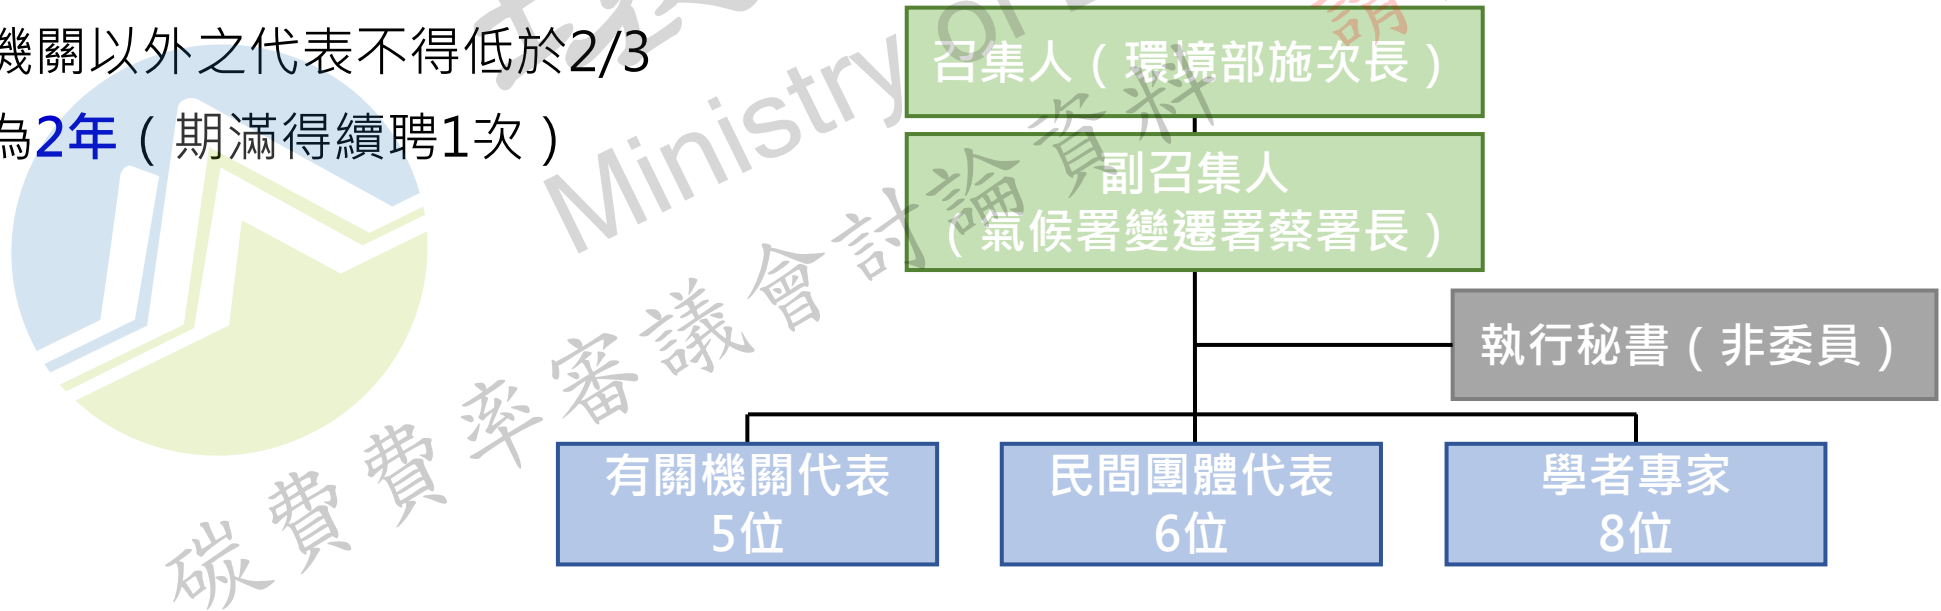 機關以外之代表不得低於2/3
為2年（期滿得續聘1次）
召集人（環境部施次長）
副召集人
（氣候署變遷署蔡署長）
執行秘書（非委員）
有關機關代表
5位
民間團體代表
6位
學者專家
8位
Ministry of
碳費費率審議會討論資料
請